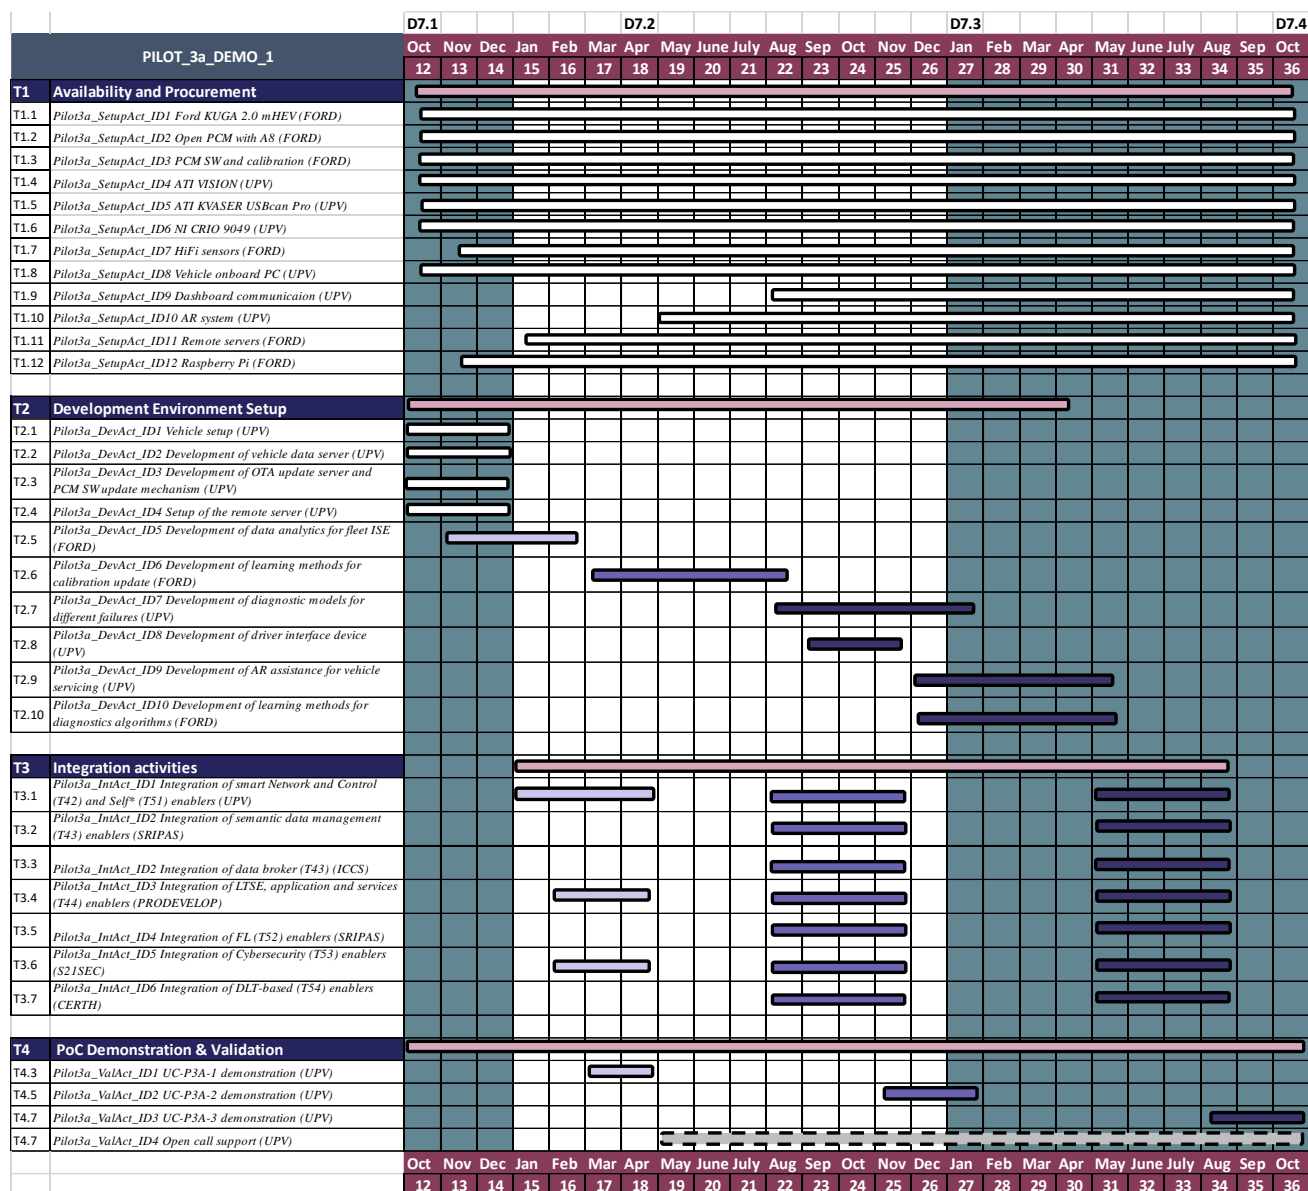 D7.1 D7.2 D7.3 D7.4
PILOT_3a_DEMO_1
Oct Nov Dec Jan Feb Mar Apr May June July Aug Sep Oct Nov Dec Jan Feb Mar Apr May June July Aug Sep Oct
12 13 14 15 16 17 18 19 20 21 22 23 24 25 26 27 28 29 30 31 32 33 34 35 36
T1 Availability and Procurement
T1.1 Pilot3a_SetupAct_ID1 Ford KUGA 2.0 mHEV (FORD)
T1.2 Pilot3a_SetupAct_ID2 Open PCM with A8 (FORD)
T1.3 Pilot3a_SetupAct_ID3 PCM SW and calibration (FORD)
T1.4 Pilot3a_SetupAct_ID4 ATI VISION (UPV)
T1.5 Pilot3a_SetupAct_ID5 ATI KVASER USBcan Pro (UPV)
T1.6 Pilot3a_SetupAct_ID6 NI CRIO 9049 (UPV)
T1.7 Pilot3a_SetupAct_ID7 HiFi sensors (FORD)
T1.8 Pilot3a_SetupAct_ID8 Vehicle onboard PC (UPV)
T1.9 Pilot3a_SetupAct_ID9 Dashboard communicaion (UPV)
T1.10 Pilot3a_SetupAct_ID10 AR system (UPV)
T1.11 Pilot3a_SetupAct_ID11 Remote servers (FORD)
T1.12 Pilot3a_SetupAct_ID12 Raspberry Pi (FORD)
T2 Development Environment Setup
T2.1 Pilot3a_DevAct_ID1 Vehicle setup (UPV)
T2.2 Pilot3a_DevAct_ID2 Development of vehicle data server (UPV)
T2.3 Pilot3a_DevAct_ID3 Development of OTA update server and
PCM SW update mechanism (UPV)
T2.4 Pilot3a_DevAct_ID4 Setup of the remote server (UPV)
T2.5 Pilot3a_DevAct_ID5 Development of data analytics for fleet ISE
(FORD)
T2.6 Pilot3a_DevAct_ID6 Development of learning methods for
calibration update (FORD)
T2.7 Pilot3a_DevAct_ID7 Development of diagnostic models for
different failures (UPV)
T2.8 Pilot3a_DevAct_ID8 Development of driver interface device
(UPV)
T2.9 Pilot3a_DevAct_ID9 Development of AR assistance for vehicle
servicing (UPV)
T2.10 Pilot3a_DevAct_ID10 Development of learning methods for
diagnostics algorithms (FORD)
T3 Integration activities
T3.1 Pilot3a_IntAct_ID1 Integration of smart Network and Control
(T42) and Self* (T51) enablers (UPV)
T3.2 Pilot3a_IntAct_ID2 Integration of semantic data management
(T43) enablers (SRIPAS)
T3.3 Pilot3a_IntAct_ID2 Integration of data broker (T43) (ICCS)
T3.4 Pilot3a_IntAct_ID3 Integration of LTSE, application and services
(T44) enablers (PRODEVELOP)
T3.5 Pilot3a_IntAct_ID4 Integration of FL (T52) enablers (SRIPAS)
T3.6 Pilot3a_IntAct_ID5 Integration of Cybersecurity (T53) enablers
(S21SEC)
T3.7 Pilot3a_IntAct_ID6 Integration of DLT-based (T54) enablers
(CERTH)
T4 PoC Demonstration & Validation
T4.3 Pilot3a_ValAct_ID1 UC-P3A-1 demonstration (UPV)
T4.5 Pilot3a_ValAct_ID2 UC-P3A-2 demonstration (UPV)
T4.7 Pilot3a_ValAct_ID3 UC-P3A-3 demonstration (UPV)
T4.7 Pilot3a_ValAct_ID4 Open call support (UPV)
Oct Nov Dec Jan Feb Mar Apr May June July Aug Sep Oct Nov Dec Jan Feb Mar Apr May June July Aug Sep Oct
12 13 14 15 16 17 18 19 20 21 22 23 24 25 26 27 28 29 30 31 32 33 34 35 36